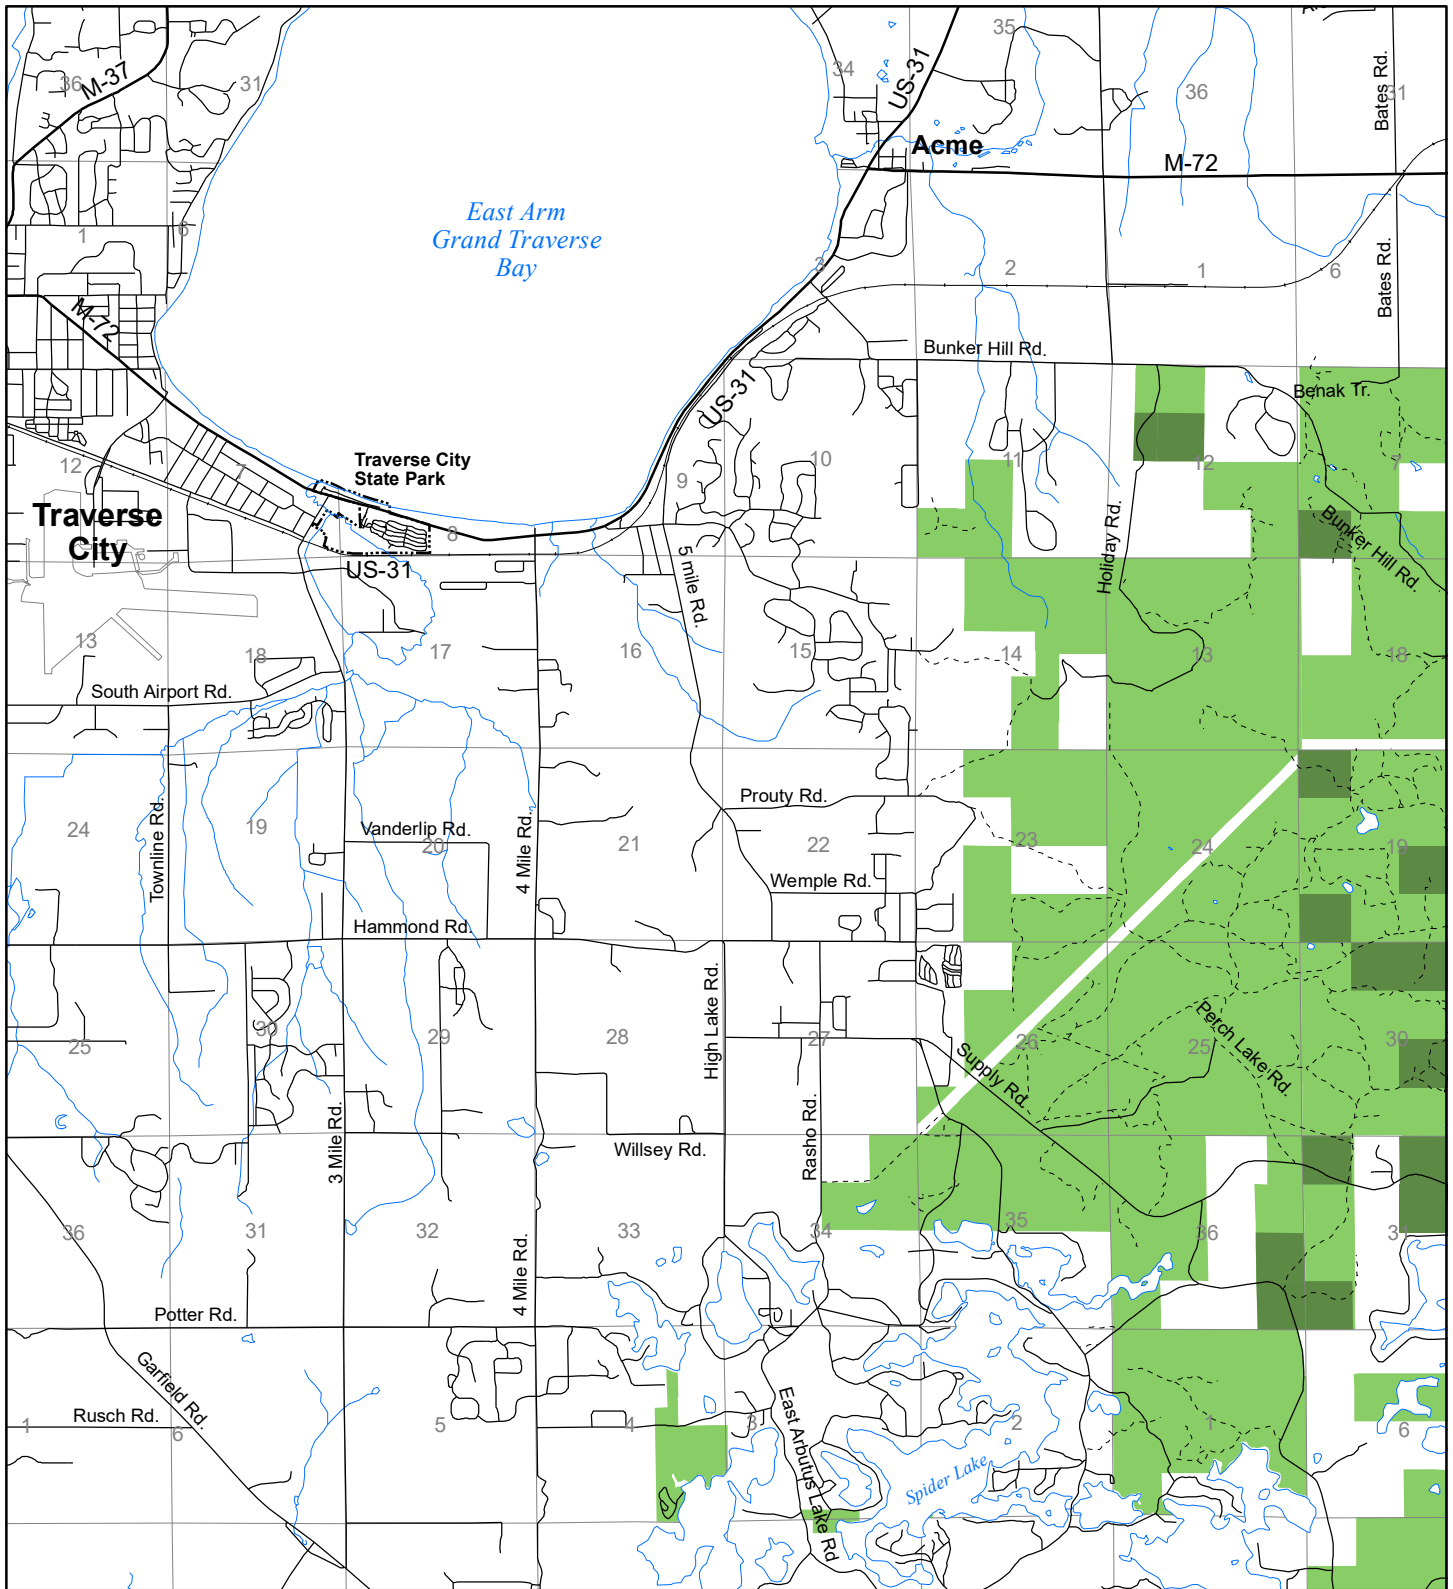 35
34
36
31
M-37
US-31
36
Bates Rd.
31
Acme
M-72
East Arm
Grand Traverse
Bay
1
6
3
2
1
6
Bates Rd.
M-72
Bunker Hill Rd.
US-31
Benak Tr.
Traverse City
State Park
12
7
9
10
11
12
7
Traverse
City
8
US-31
5 mile Rd.
Holiday Rd.
Bunker Hill Rd.
13
18
17
16
15
14
13
18
South Airport Rd.
Prouty Rd.
24
Townline Rd.
19
Vanderlip Rd.
20
4 Mile Rd.
21
22
23
24
19
Wemple Rd.
Hammond Rd.
High Lake Rd.
25
30
29
28
27
26
25
30
Supply Rd.
Perch Lake Rd.
3 Mile Rd.
Willsey Rd.
Rasho Rd.
36
31
32
4 Mile Rd.
33
34
35
36
31
Potter Rd.
Garfield Rd.
Rusch Rd.
1
6
5
4
3
East Arbutus Lake Rd
2
1
6
Spider Lake